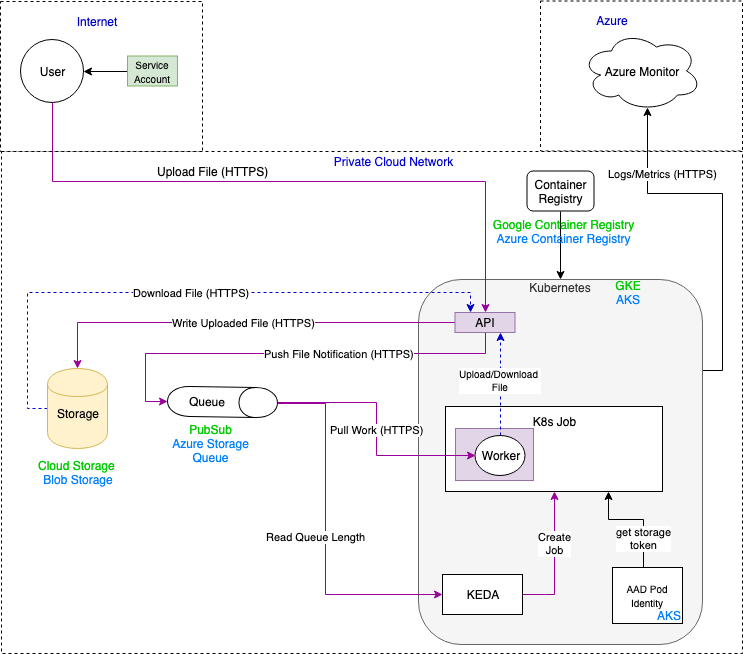 Internet
Azure
User
Service
Account
Azure Monitor
Private Cloud Network
Upload File (HTTPS)
Logs/Metrics (HTTPS)
Container
Registry
Google Container Registry
Azure Container Registry
Kubernetes
GKE
AKS
Download File (HTTPS)
Write Uploaded File (HTTPS)
API
Push File Notification (HTTPS)
Upload/Download
File
Storage
Queue
PubSub
Azure Storage
Queue
Pull Work (HTTPS)
K8s Job
Worker
Cloud Storage
Blob Storage
Read Queue Length
Create
Job
get storage
token
KEDA
AAD Pod
Identity
AKS